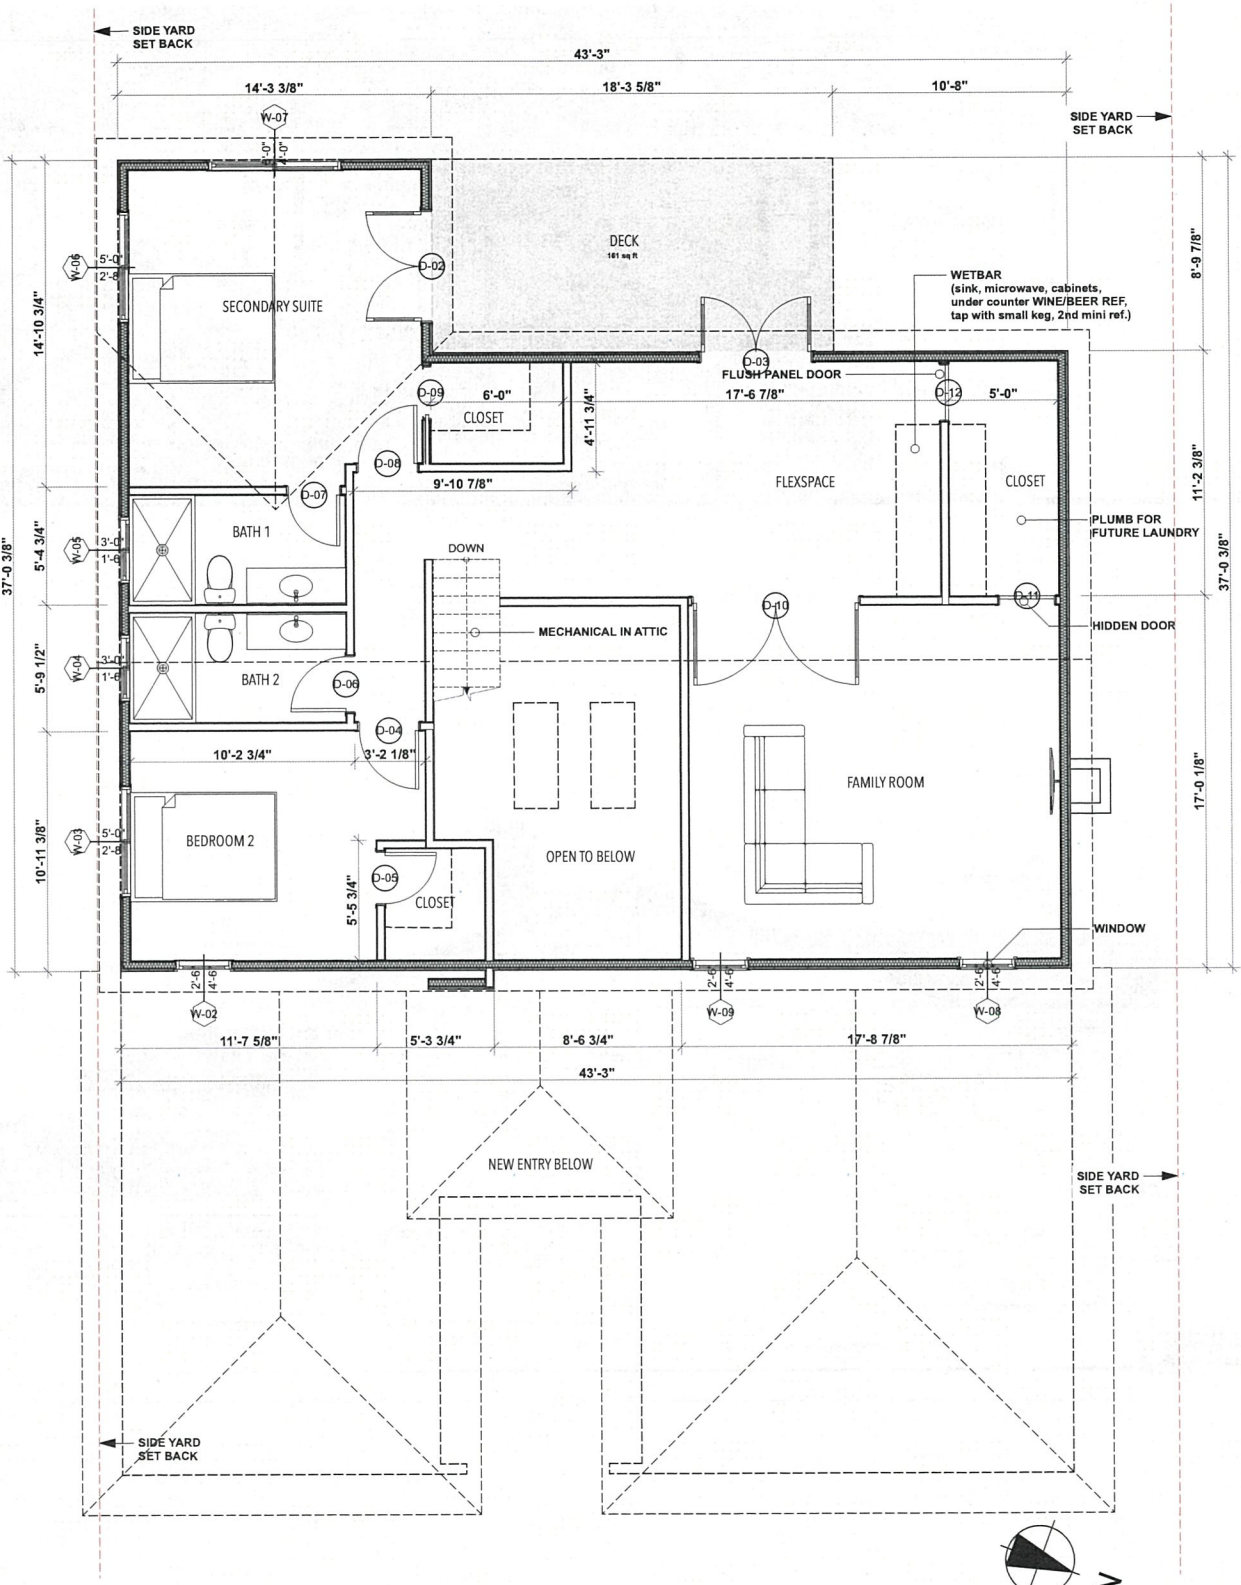 SIDE YARD
SET BACK
43'-3"
14'-3 3/8"
18'-3 5/8"
10'-8"
W-07
SIDE YARD
SET BACK
DECK
161 sq ft
8'-9 7/8"
W-06
5'-0"
2'-8"
D-02
SECONDARY SUITE
14'-10 3/4"
WETBAR
(sink, microwave, cabinets,
under counter WINE/BEER REF,
tap with small keg, 2nd mini ref.)
D-03
FLUSH PANEL DOOR
D-09
6'-0"
17'-6 7/8"
D-12
5'-0"
CLOSET
4'-11 3/4"
D-08
9'-10 7/8"
FLEXSPACE
CLOSET
11'-2 3/8"
D-07
BATH 1
PLUMB FOR
FUTURE LAUNDRY
W-05
3'-0"
1'-6"
5'-4 3/4"
DOWN
37'-0 3/8"
37'-0 3/8"
D-10
D-11
MECHANICAL IN ATTIC
HIDDEN DOOR
W-04
3'-0"
1'-6"
5'-9 1/2"
BATH 2
D-06
D-04
10'-2 3/4"
3'-2 1/8"
FAMILY ROOM
17'-0 1/8"
W-03
5'-0"
2'-8"
BEDROOM 2
10'-11 3/8"
OPEN TO BELOW
D-05
5'-5 3/4"
CLOSET
WINDOW
2'-6"
4'-6"
2'-6"
4'-6"
2'-6"
4'-6"
W-02
W-09
W-08
11'-7 5/8"
5'-3 3/4"
8'-6 3/4"
17'-8 7/8"
43'-3"
NEW ENTRY BELOW
SIDE YARD
SET BACK
SIDE YARD
SET BACK